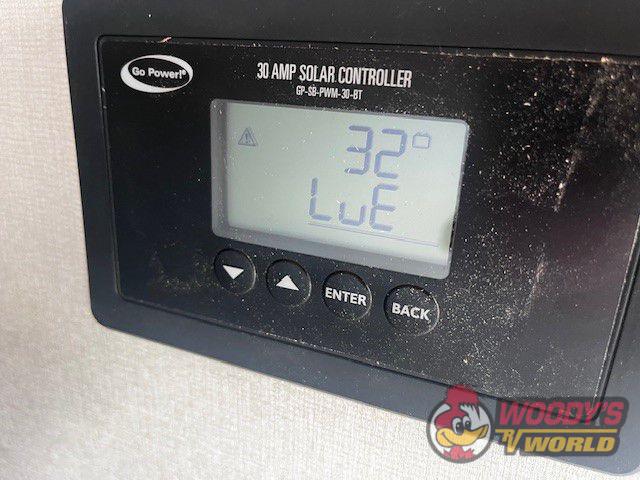 Go Power!®
30 AMP SOLAR CONTROLLER
GP-SB-PWM-30-BT
32
LvE
ENTER
BACK
WOODY'S
RV WORLD